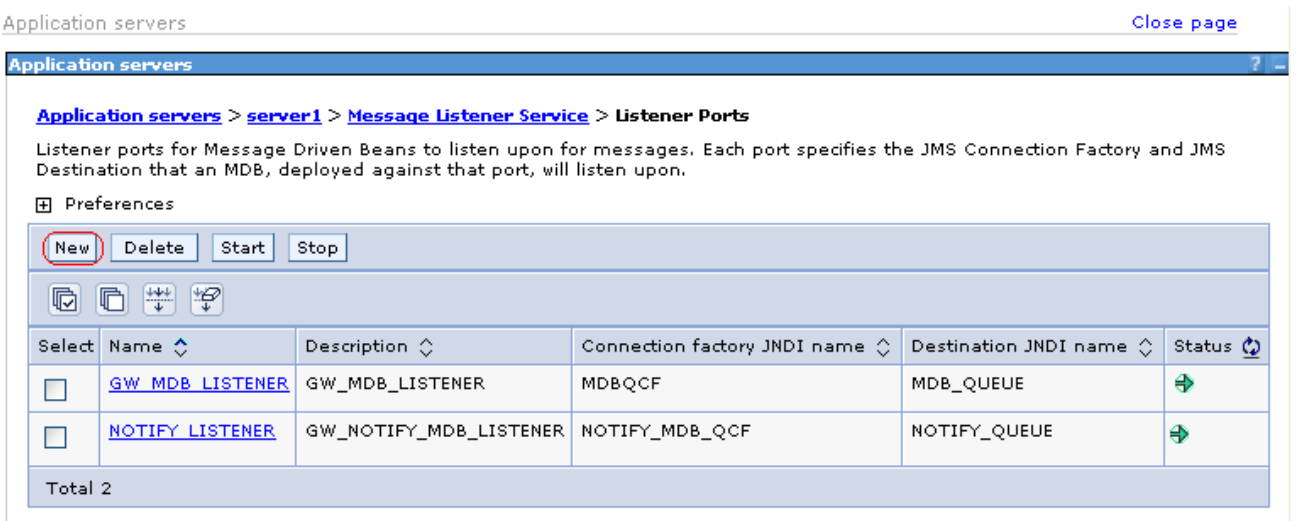 Application servers Close page
Application servers ? _
Application servers > server1 > Message Listener Service > Listener Ports
Listener ports for Message Driven Beans to listen upon for messages. Each port specifies the JMS Connection Factory and JMS
Destination that an MDB, deployed against that port, will listen upon.
Preferences
New Delete Start Stop
Select Name Description Connection factory JNDI name Destination JNDI name Status
GW_MDB_LISTENER GW_MDB_LISTENER MDBQCF MDB_QUEUE
NOTIFY_LISTENER GW_NOTIFY_MDB_LISTENER NOTIFY_MDB_QCF NOTIFY_QUEUE
Total 2